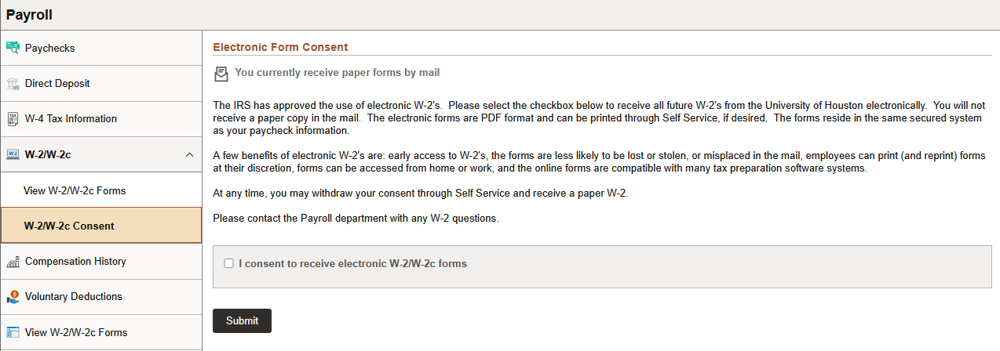 Payroll
Paychecks
Direct Deposit
TAX
W-4 Tax Information
W2
W-2/W-2c
View W-2/W-2c Forms
W-2/W-2c Consent
Compensation History
$
Voluntary Deductions
View W-2/W-2c Forms
Electronic Form Consent
You currently receive paper forms by mail
The IRS has approved the use of electronic W-2's.  Please select the checkbox below to receive all future W-2's from the University of Houston electronically.  You will not
receive a paper copy in the mail.  The electronic forms are PDF format and can be printed through Self Service, if desired.  The forms reside in the same secured system
as your paycheck information.
A few benefits of electronic W-2's are: early access to W-2's, the forms are less likely to be lost or stolen, or misplaced in the mail, employees can print (and reprint) forms
at their discretion, forms can be accessed from home or work, and the online forms are compatible with many tax preparation software systems.
At any time, you may withdraw your consent through Self Service and receive a paper W-2.
Please contact the Payroll department with any W-2 questions.
I consent to receive electronic W-2/W-2c forms
Submit